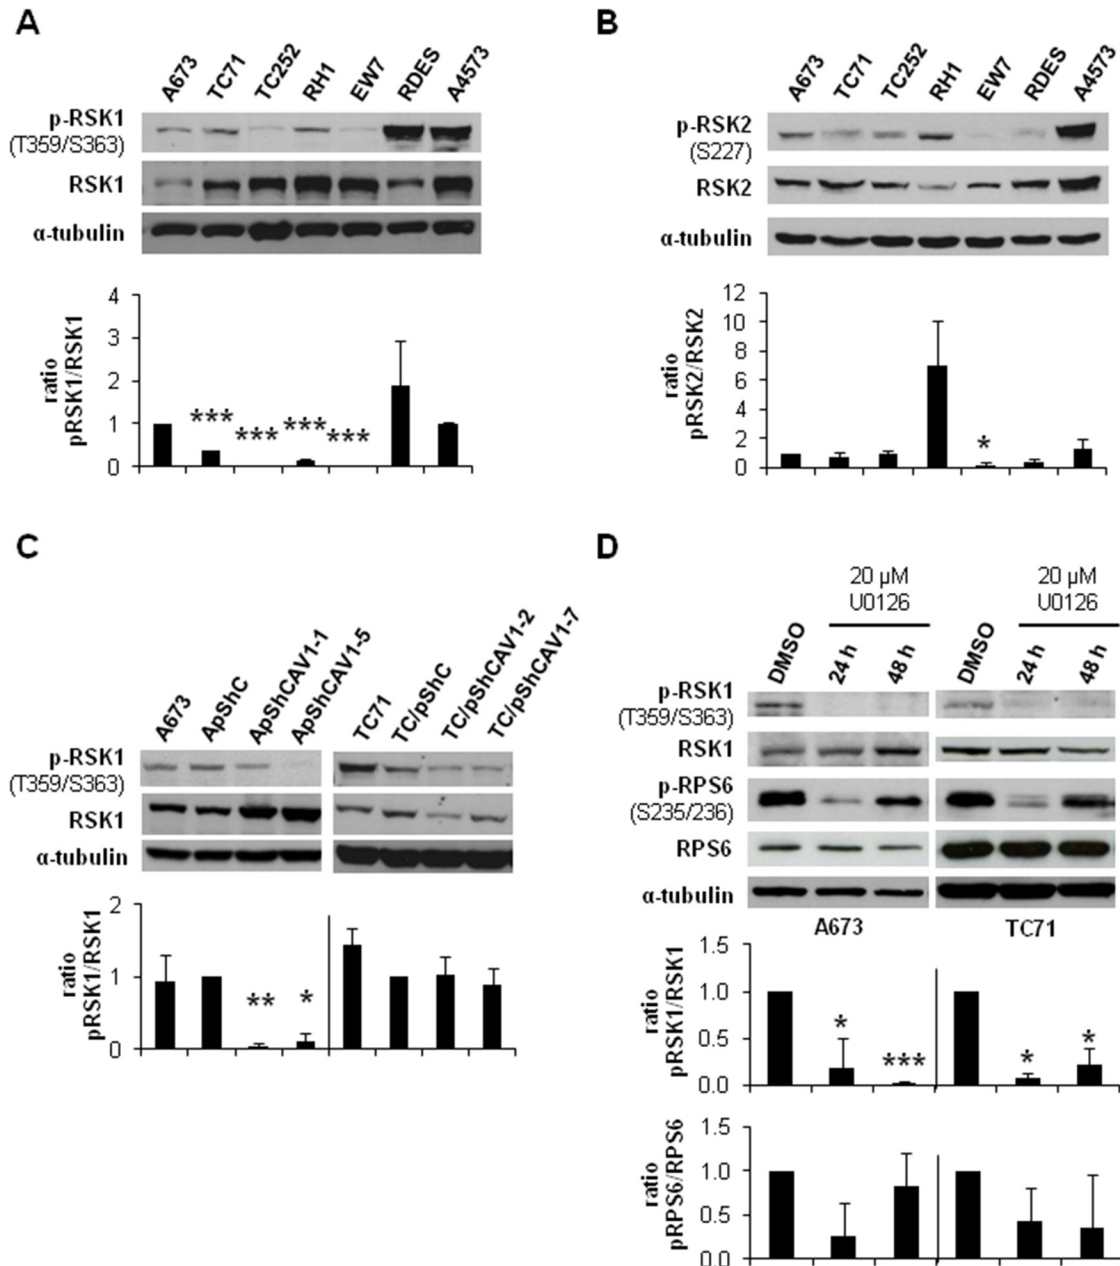 A
A673 TC71 TC252 RH1 EW7 RDES A4573
p-RSK1
(T359/S363)
RSK1
α-tubulin
ratio
pRSK1/RSK1
4
3
2
1
0
*** *** *** ***
B
A673 TC71 TC252 RH1 EW7 RDES A4573
p-RSK2
(S227)
RSK2
α-tubulin
ratio
pRSK2/RSK2
12
10
8
6
4
2
0
*
C
A673 ApShC ApShCAV1-1 ApShCAV1-5 TC71 TC/pShC TC/pShCAV1-2 TC/pShCAV1-7
p-RSK1
(T359/S363)
RSK1
α-tubulin
ratio
pRSK1/RSK1
2
1
0
** *
D
20 µM 20 µM
U0126 U0126
DMSO 24 h 48 h DMSO 24 h 48 h
p-RSK1
(T359/S363)
RSK1
p-RPS6
(S235/236)
RPS6
α-tubulin
A673 TC71
ratio
pRSK1/RSK1
1.5
1.0
0.5
0.0
* *** * *
ratio
pRPS6/RPS6
1.5
1.0
0.5
0.0